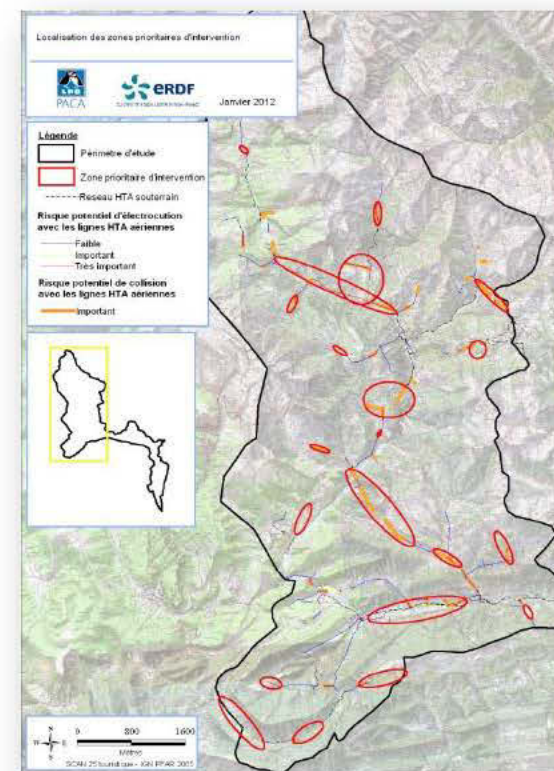 Localisation des zones prioritaires d'intervention
LPO
PACA
ERDF
Janvier 2012
Légende
Périmètre d'étude
Zone prioritaire d'intervention
Reseau HTA souterrain
Risque potentiel d'électrocution
avec les lignes HTA aériennes
Faible
Important
Très important
Risque potentiel de collision
avec les lignes HTA aériennes
Important
N
S
0 800 1600
Mètres
SCAN 25 touristique - IGN PFAR 2005